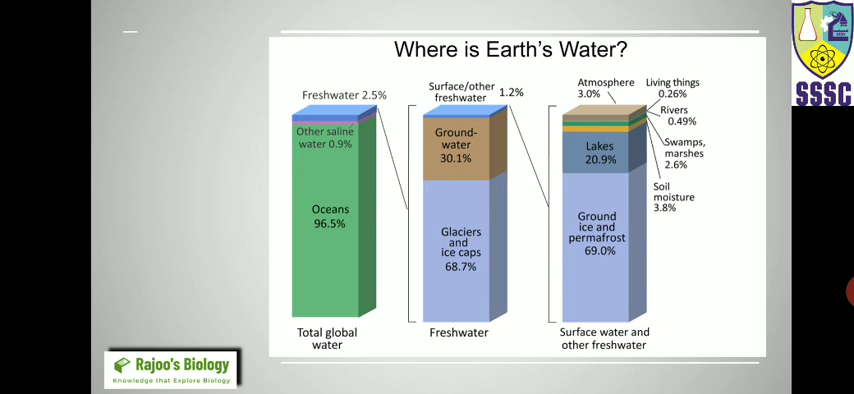 Where is Earth's Water?
Freshwater 2.5%
Other saline
water 0.9%
Oceans
96.5%
Total global
water
Surface/other
freshwater
1.2%
Ground-
water
30.1%
Glaciers
and
ice caps
68.7%
Freshwater
Atmosphere
3.0%
Living things
0.26%
Rivers
0.49%
Swamps,
marshes
2.6%
Soil
moisture
3.8%
Lakes
20.9%
Ground
ice and
permafrost
69.0%
Surface water and
other freshwater
SSSC
Rajoo's Biology
Knowledge that Explore Biology